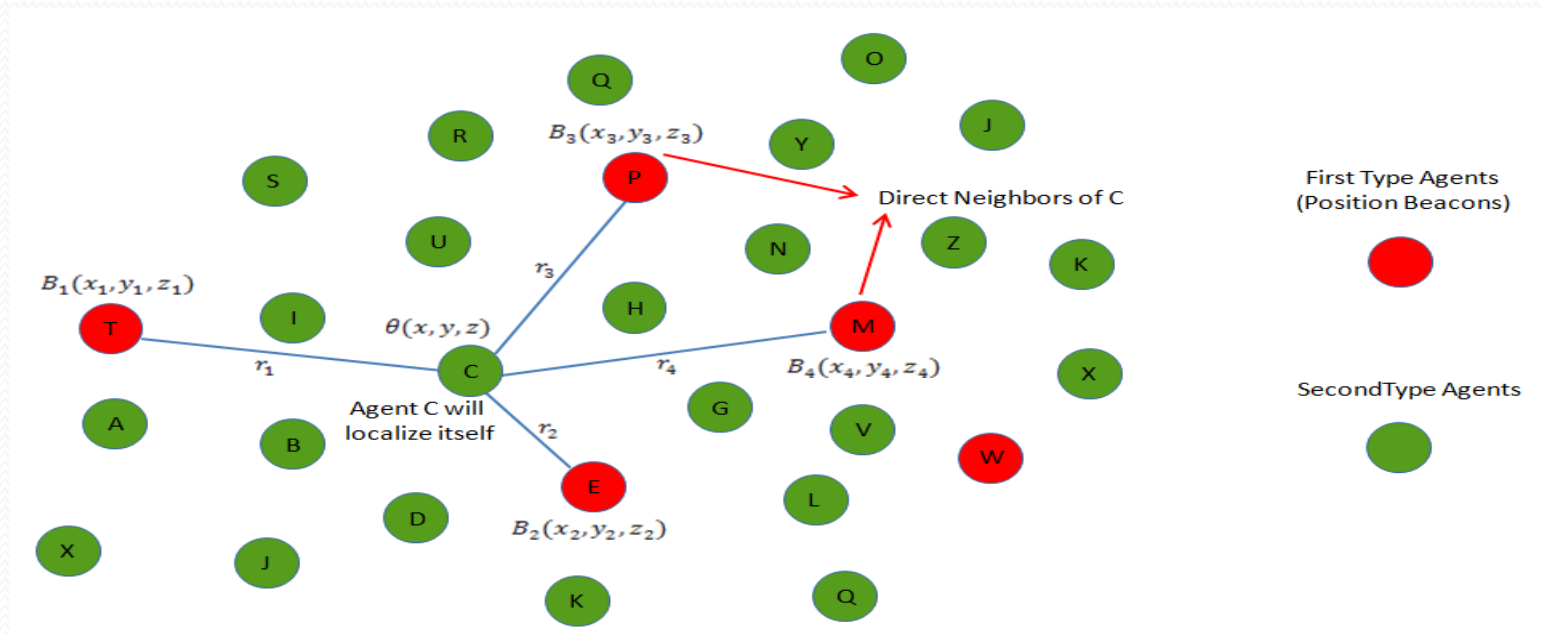 O
Q
J
R
B₃(x₃, y₃, z₃)
Y
P
S
First Type Agents
(Position Beacons)
Direct Neighbors of C
U
N
Z
K
r₃
B₁(x₁, y₁, z₁)
H
I
T
θ(x, y, z)
M
r₁
r₄
B₄(x₄, y₄, z₄)
C
X
SecondType Agents
Agent C will
localize itself
G
A
r₂
V
B
W
E
L
D
B₂(x₂, y₂, z₂)
X
J
K
Q